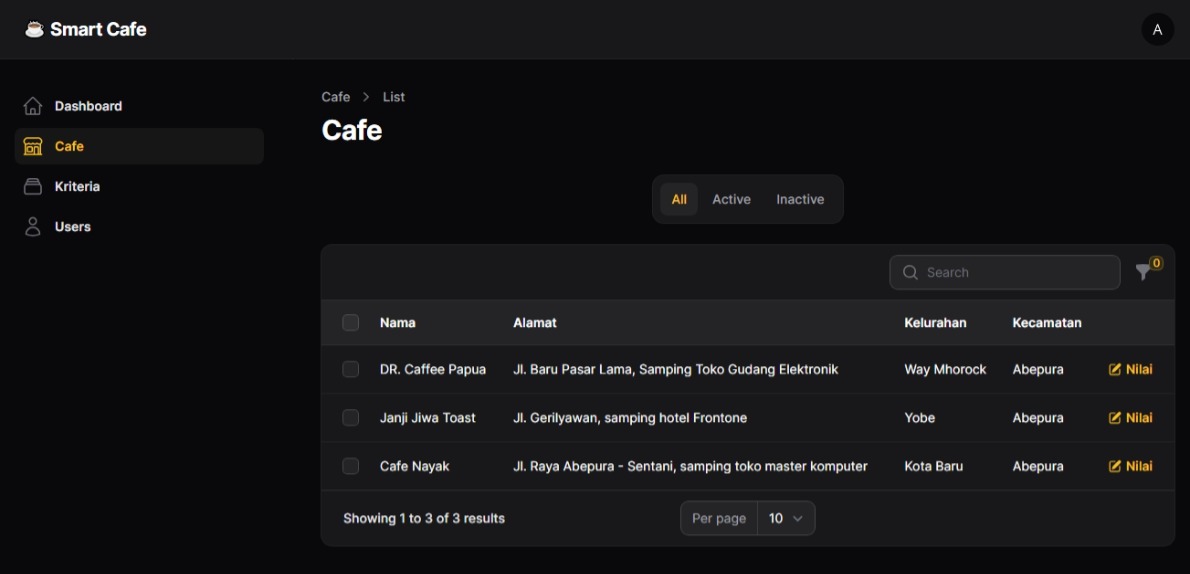 Smart Cafe
A
Dashboard
Cafe
Kriteria
Users
Cafe > List
Cafe
All Active Inactive
Search
0
Nama Alamat Kelurahan Kecamatan
DR. Caffee Papua Jl. Baru Pasar Lama, Samping Toko Gudang Elektronik Way Mhorock Abepura Nilai
Janji Jiwa Toast Jl. Gerilyawan, samping hotel Frontone Yobe Abepura Nilai
Cafe Nayak Jl. Raya Abepura - Sentani, samping toko master komputer Kota Baru Abepura Nilai
Showing 1 to 3 of 3 results Per page 10